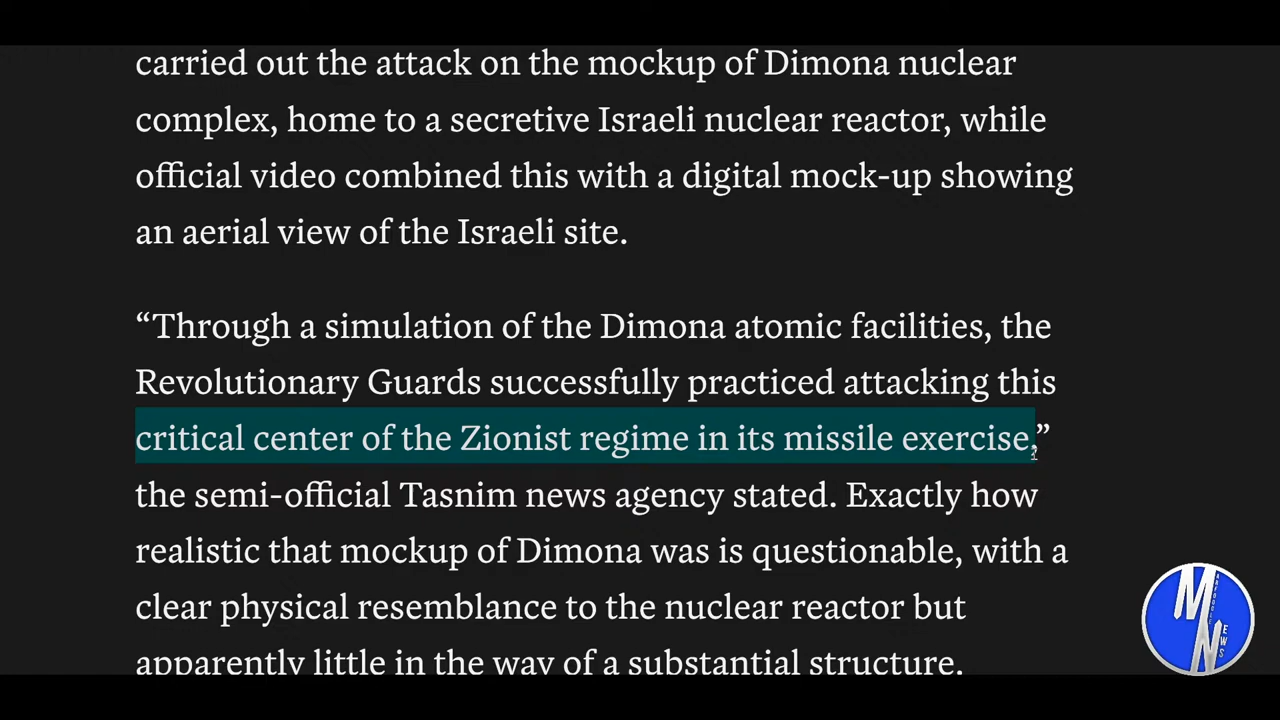 carried out the attack on the mockup of Dimona nuclear
complex, home to a secretive Israeli nuclear reactor, while
official video combined this with a digital mock-up showing
an aerial view of the Israeli site.
“Through a simulation of the Dimona atomic facilities, the
Revolutionary Guards successfully practiced attacking this
critical center of the Zionist regime in its missile exercise,”
the semi-official Tasnim news agency stated. Exactly how
realistic that mockup of Dimona was is questionable, with a
clear physical resemblance to the nuclear reactor but
apparently little in the way of a substantial structure.
M
N
EWS